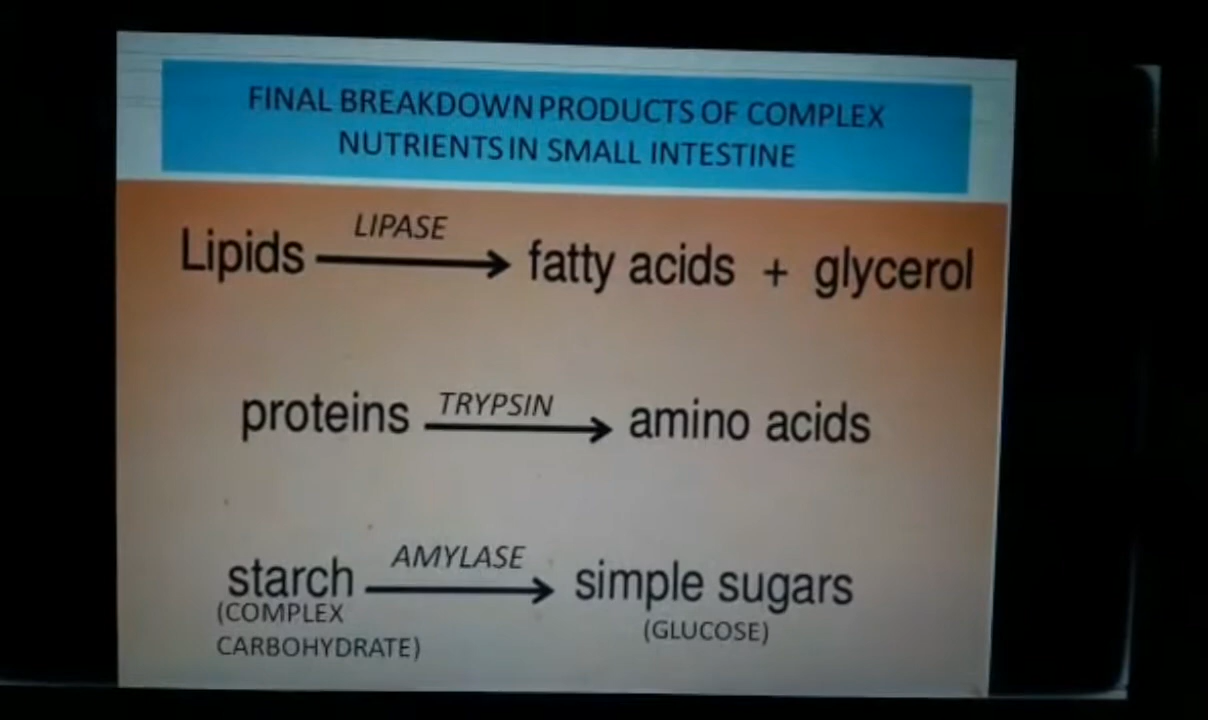 FINAL BREAKDOWN PRODUCTS OF COMPLEX
NUTRIENTS IN SMALL INTESTINE
LIPASE
Lipids → fatty acids + glycerol
TRYPSIN
proteins → amino acids
AMYLASE
starch → simple sugars
(COMPLEX
CARBOHYDRATE)
(GLUCOSE)